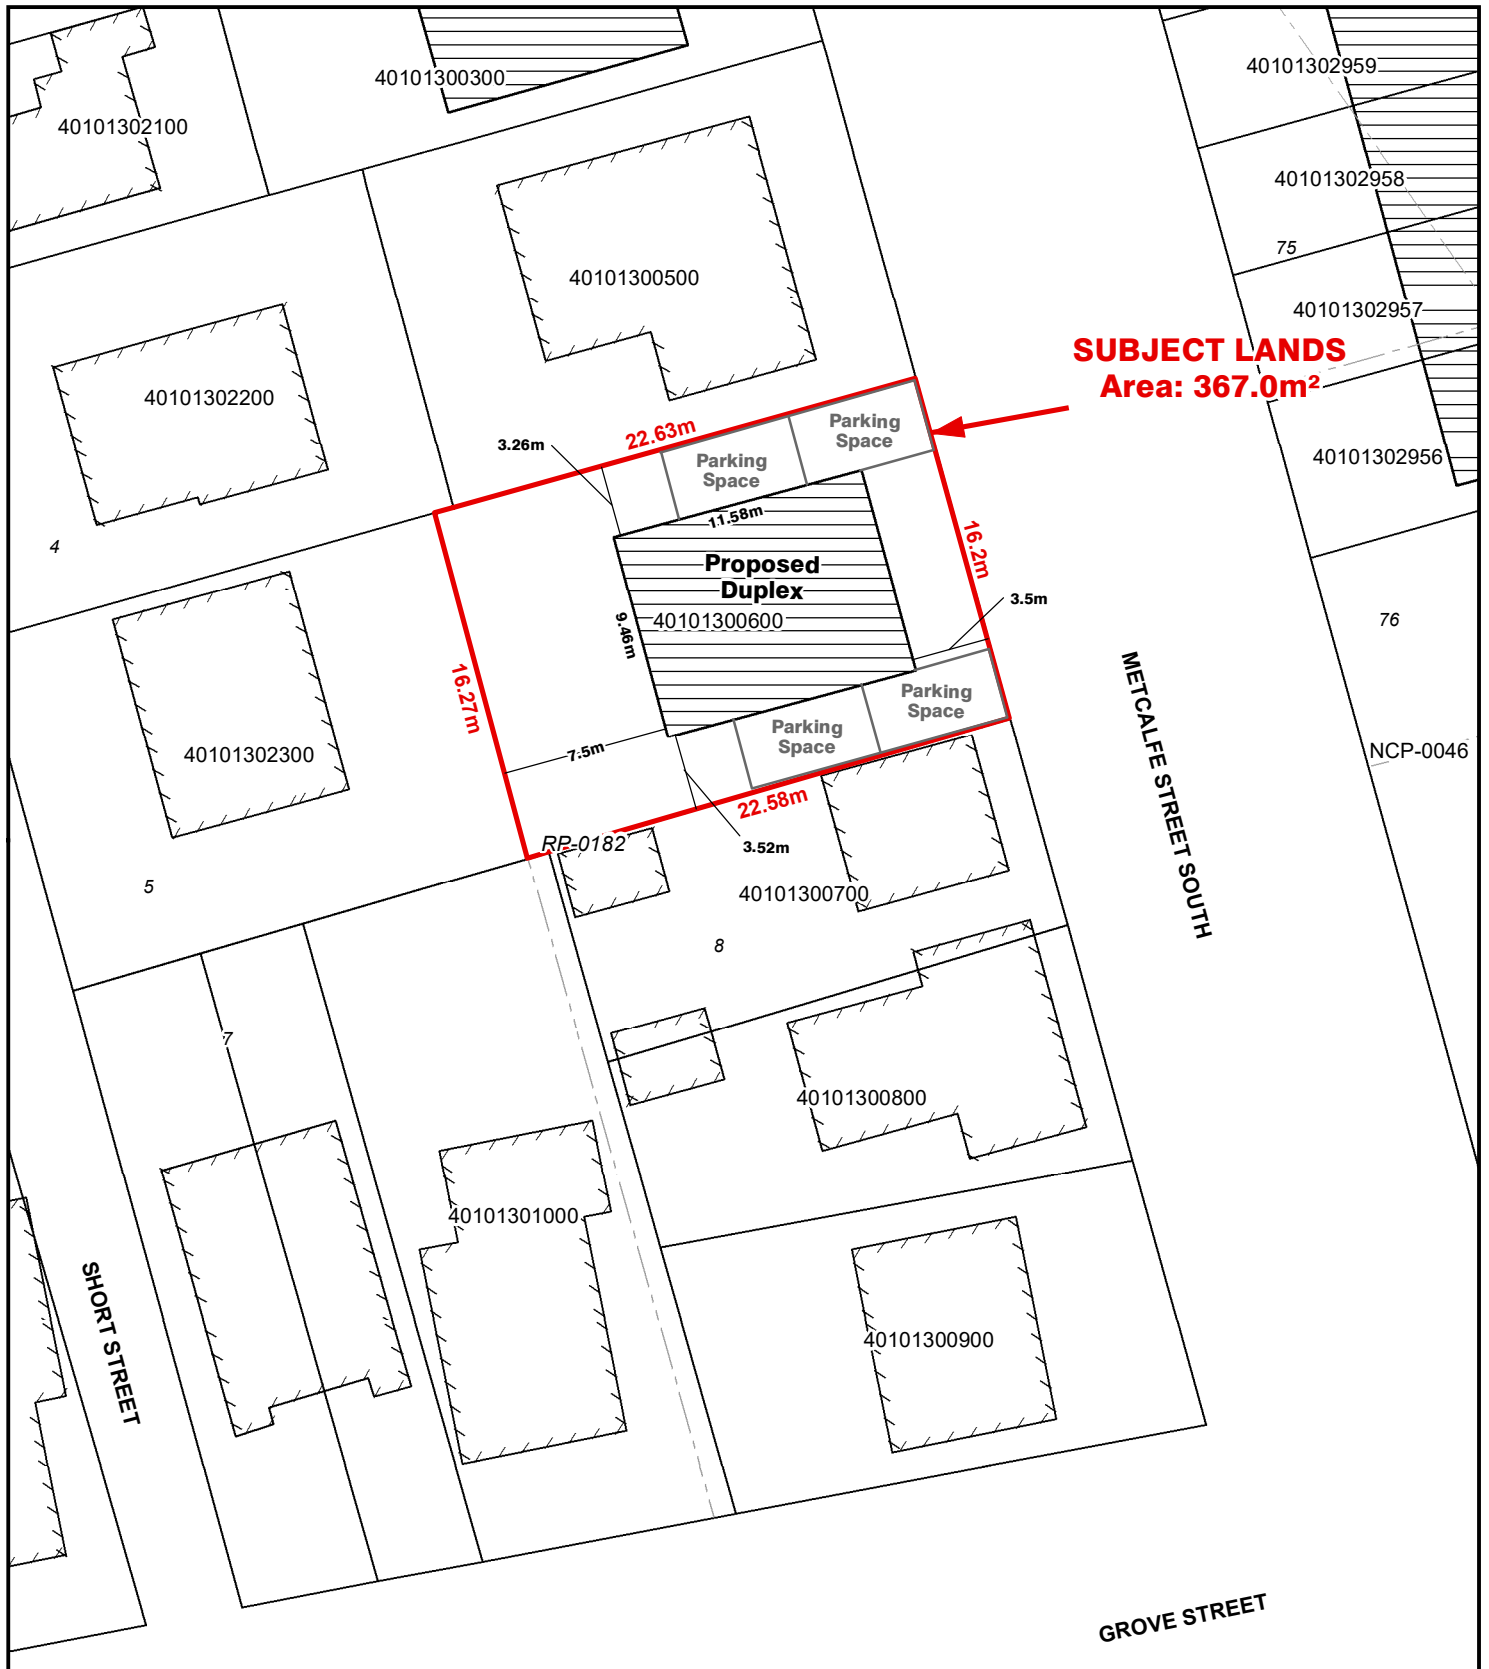 40101300300
40101302959
40101302100
40101302958
75
40101300500
40101302957
SUBJECT LANDS
Area: 367.0m²
40101302200
22.63m
3.26m
Parking
Space
Parking
Space
40101302956
11.58m
4
16.2m
Proposed
Duplex
3.5m
40101300600
9.46m
76
16.27m
Parking
Space
Parking
Space
METCALFE STREET SOUTH
40101302300
7.5m
NCP-0046
22.58m
RP-0182
3.52m
5
40101300700
8
7
40101300800
40101301000
SHORT STREET
40101300900
GROVE STREET